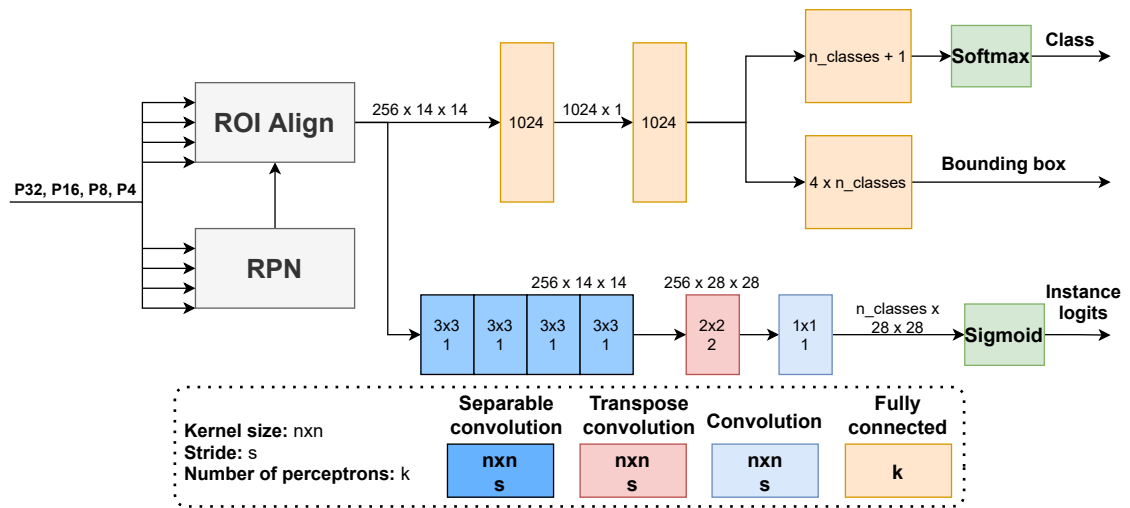 P32, P16, P8, P4
ROI Align
RPN
256 x 14 x 14
1024
1024 x 1
1024
n_classes + 1
Softmax
Class
4 x n_classes
Bounding box
256 x 14 x 14
3x3
1
3x3
1
3x3
1
3x3
1
256 x 28 x 28
2x2
2
1x1
1
n_classes x
28 x 28
Sigmoid
Instance
logits
Kernel size: nxn
Stride: s
Number of perceptrons: k
Separable
convolution
nxn
s
Transpose
convolution
nxn
s
Convolution
nxn
s
Fully
connected
k